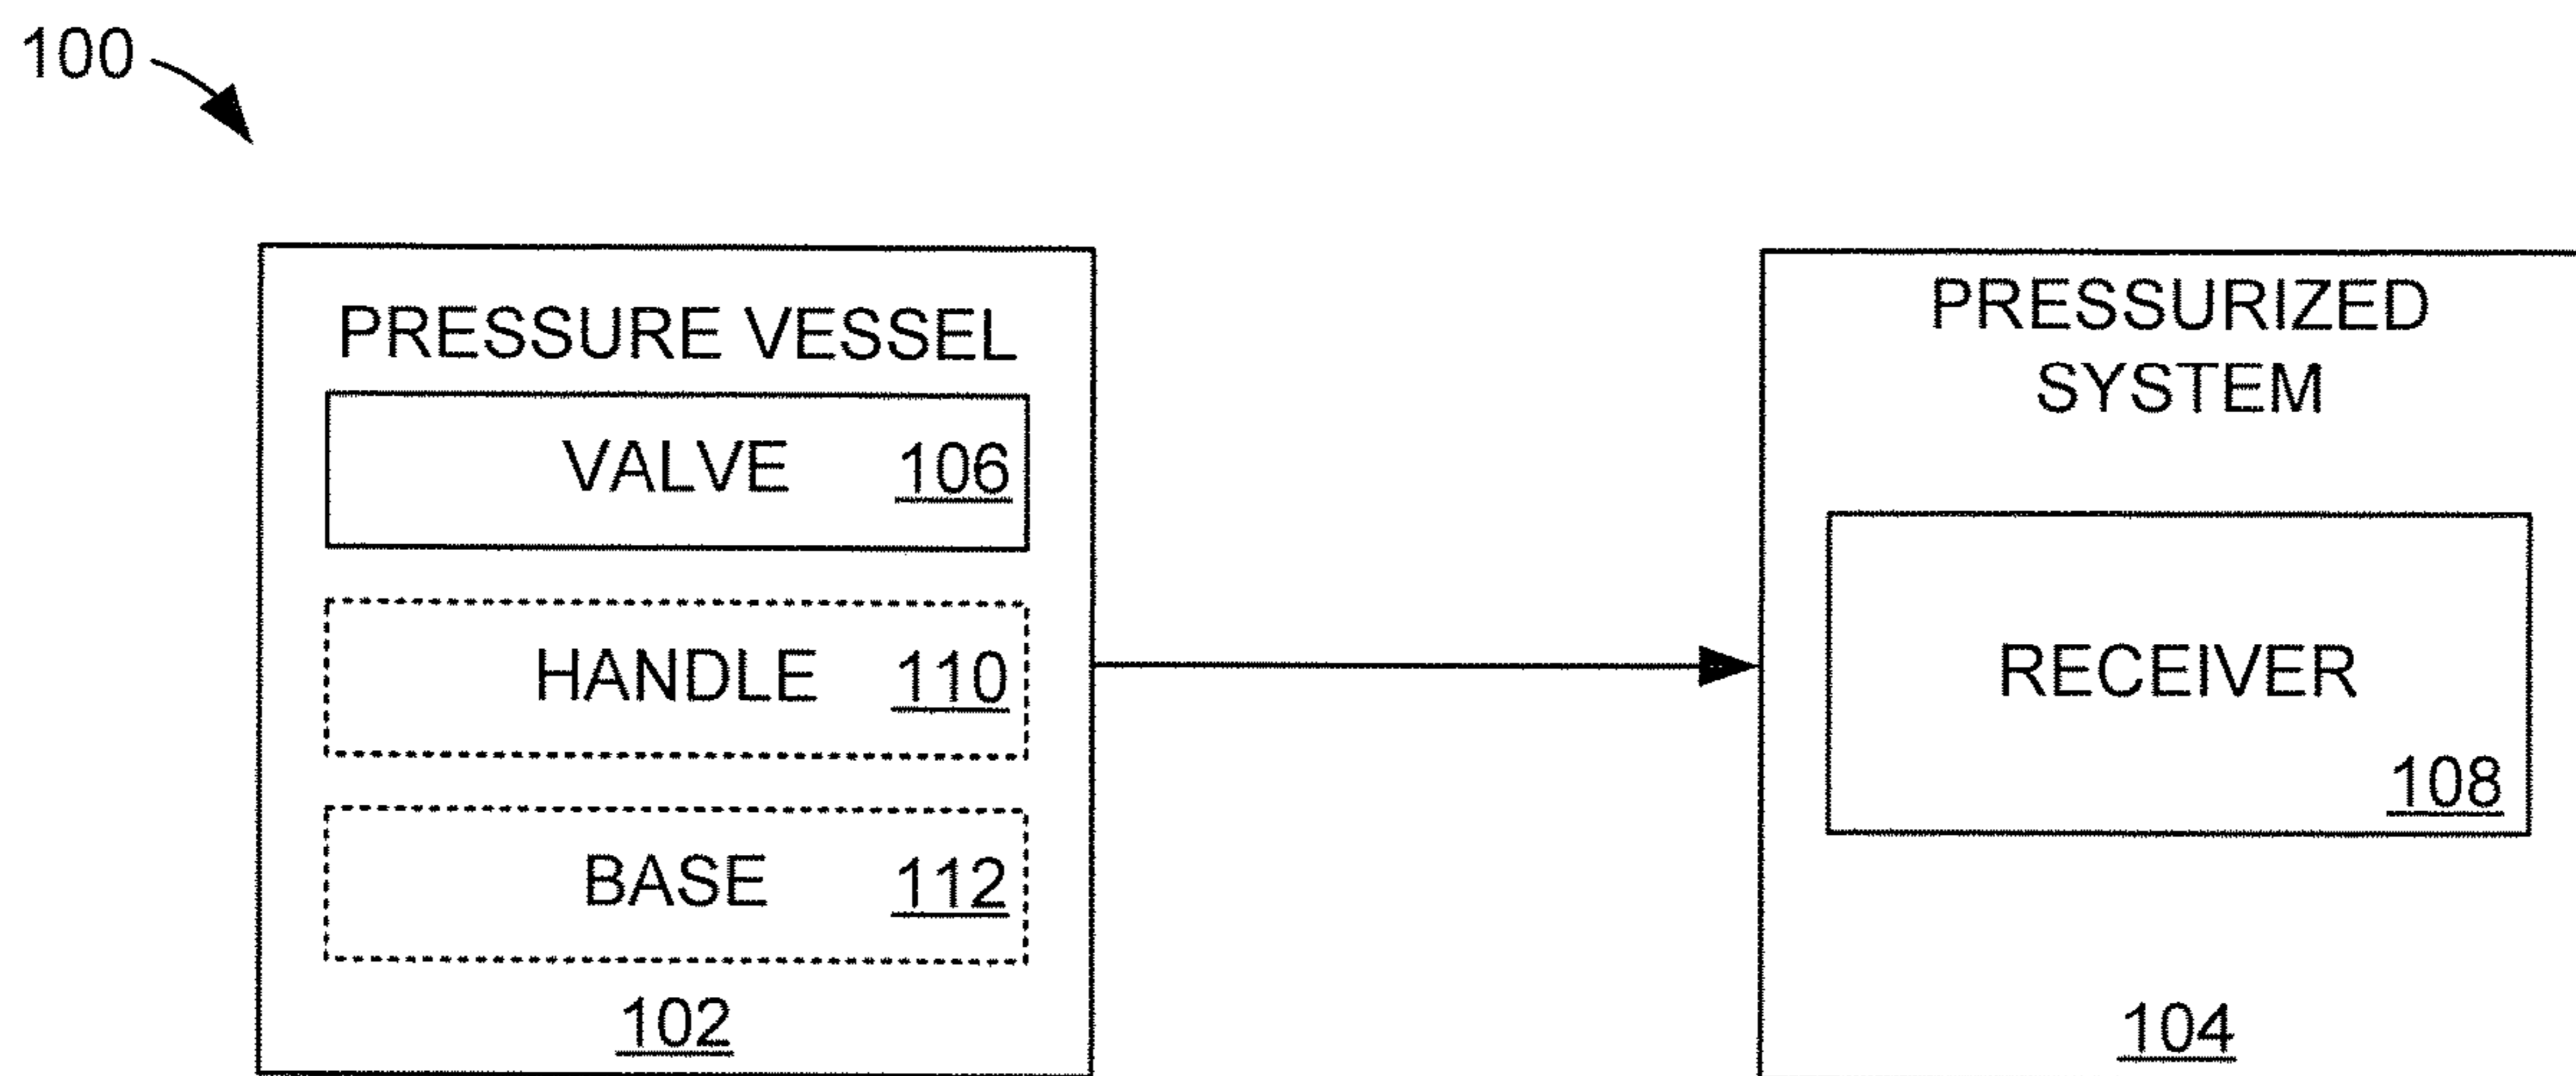 100
PRESSURE VESSEL
VALVE 106
HANDLE 110
BASE 112
102
PRESSURIZED
SYSTEM
RECEIVER
108
104